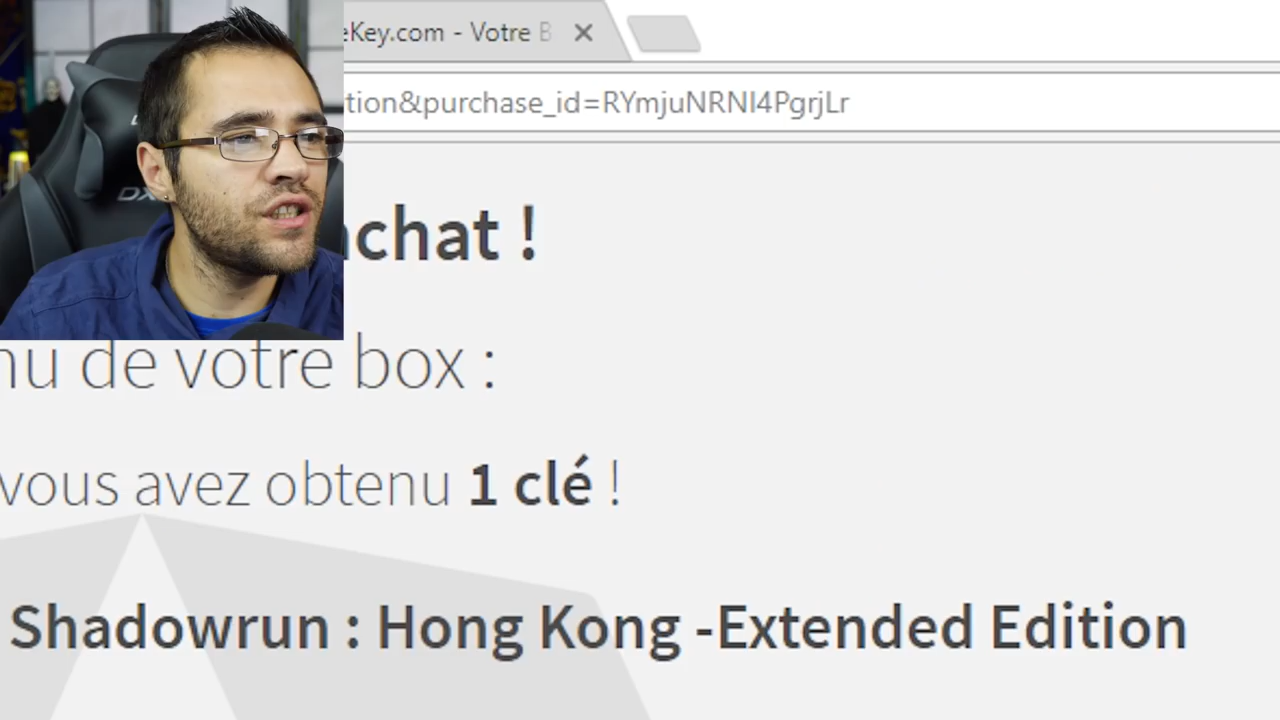 eKey.com - Votre B
tion&purchase_id=RYmjuNRNI4PgrjLr
DX
achat !
nu de votre box :
vous avez obtenu 1 clé !
Shadowrun : Hong Kong -Extended Edition